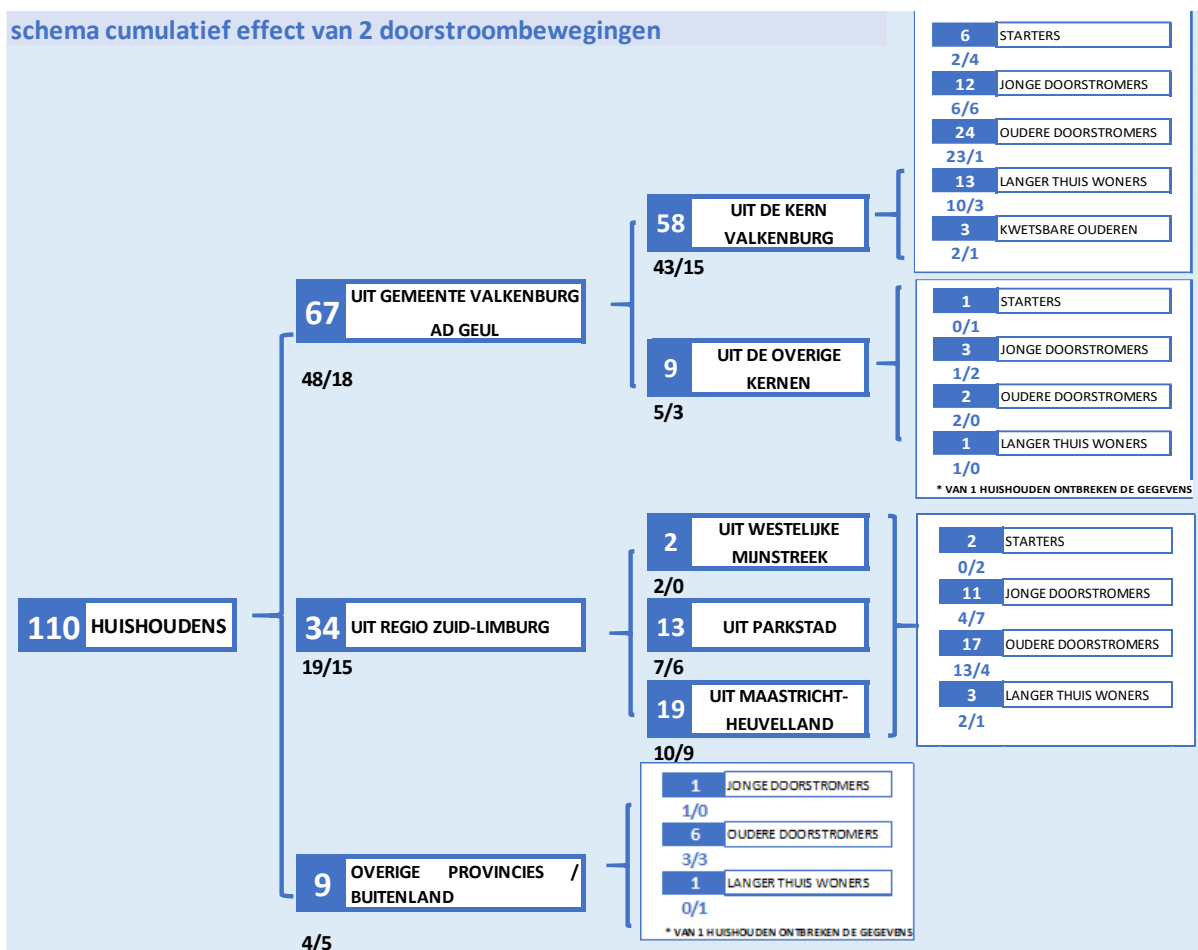 schema cumulatief effect van 2 doorstroombewegingen
110 HUISHOUDENS
67 UIT GEMEENTE VALKENBURG
AD GEUL
48/18
58 UIT DE KERN
VALKENBURG
43/15
6 STARTERS
2/4
12 JONGE DOORSTROMERS
6/6
24 OUDERE DOORSTROMERS
23/1
13 LANGER THUIS WONERS
10/3
3 KWETSBARE OUDEREN
2/1
9 UIT DE OVERIGE
KERNEN
5/3
1 STARTERS
0/1
3 JONGE DOORSTROMERS
1/2
2 OUDERE DOORSTROMERS
2/0
1 LANGER THUIS WONERS
1/0
* VAN 1 HUISHOUDEN ONTBREKEN DE GEGEVENS
34 UIT REGIO ZUID-LIMBURG
19/15
2 UIT WESTELIJKE
MIJNSTREEK
2/0
13 UIT PARKSTAD
7/6
19 UIT MAASTRICHT-
HEUVELLAND
10/9
2 STARTERS
0/2
11 JONGE DOORSTROMERS
4/7
17 OUDERE DOORSTROMERS
13/4
3 LANGER THUIS WONERS
2/1
9 OVERIGE PROVINCIES /
BUITENLAND
4/5
1 JONGE DOORSTROMERS
1/0
6 OUDERE DOORSTROMERS
3/3
1 LANGER THUIS WONERS
0/1
* VAN 1 HUISHOUDEN ONTBREKEN DE GEGEVENS